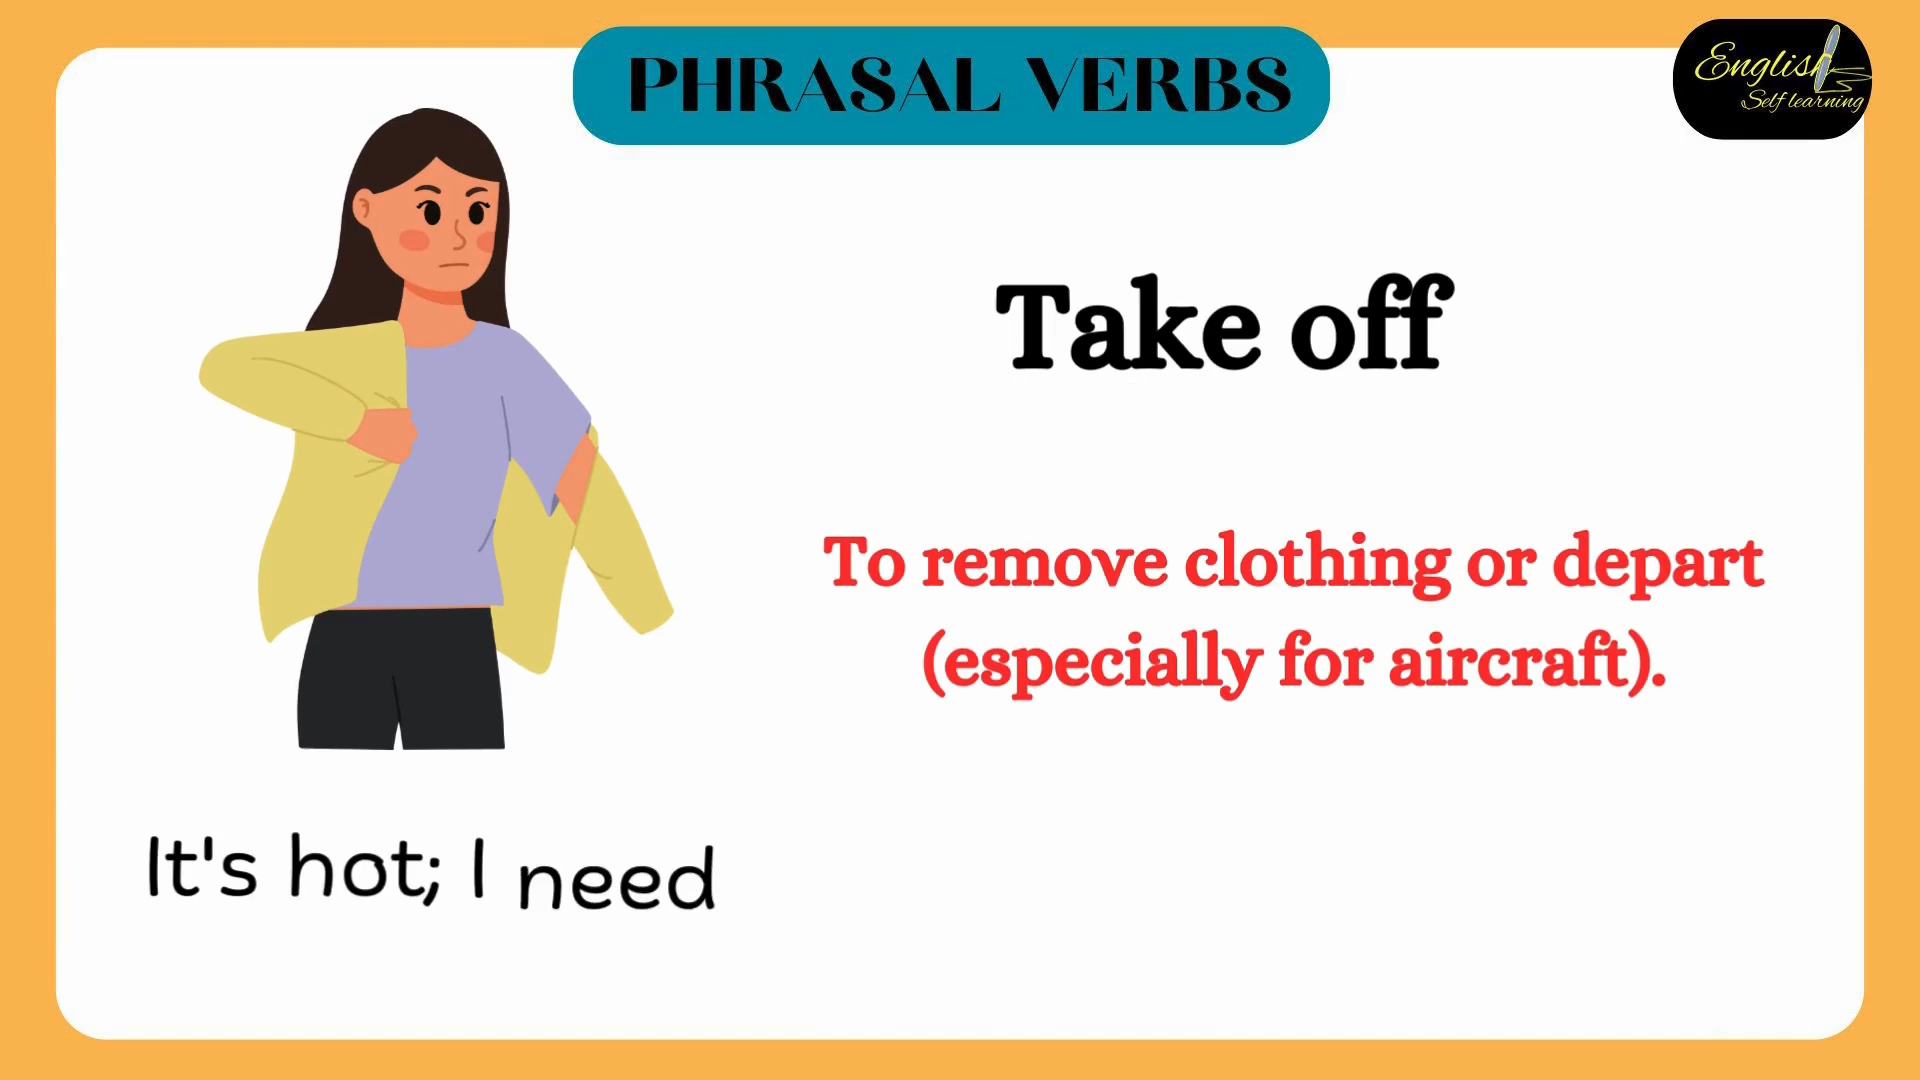 PHRASAL VERBS
English
Self learning
Take off
To remove clothing or depart
(especially for aircraft).
It's hot; I need